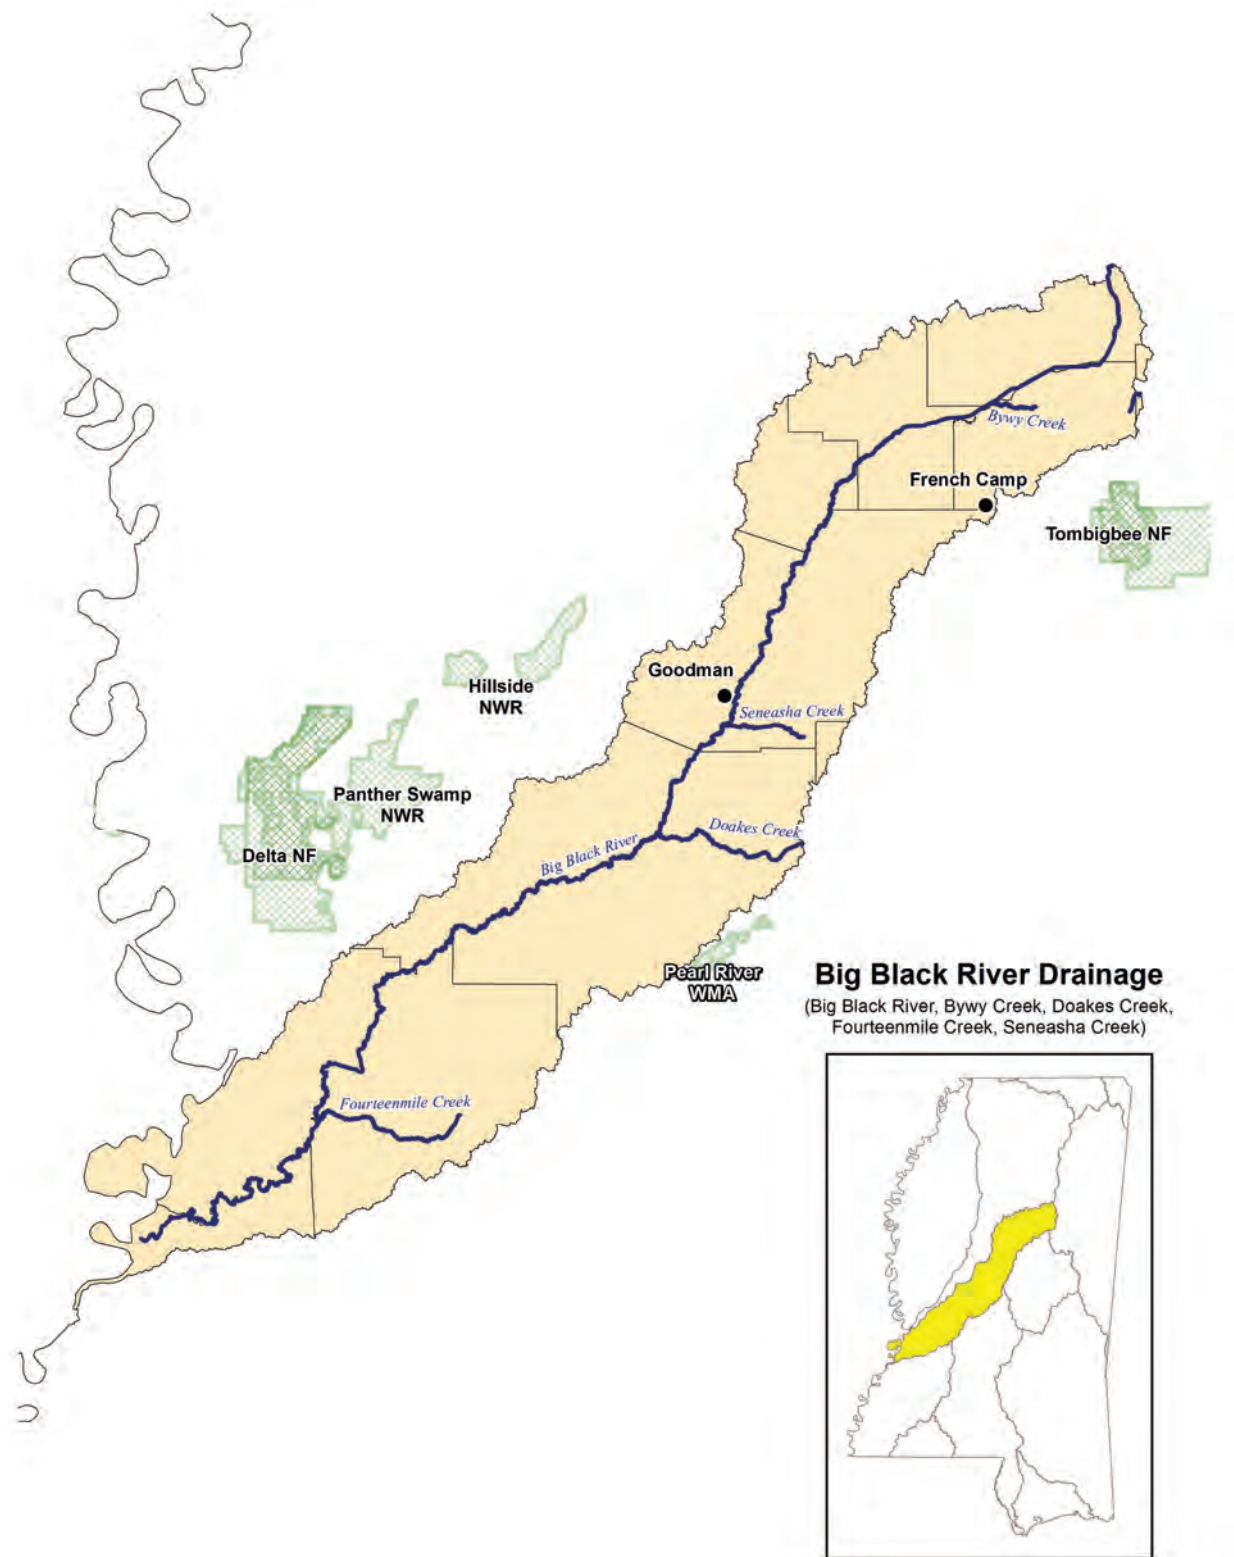 Bywy Creek
French Camp
Tombigbee NF
Hillside
NWR
Goodman
Seneasha Creek
Panther Swamp
NWR
Delta NF
Big Black River
Doakes Creek
Pearl River
WMA
Big Black River Drainage
(Big Black River, Bywy Creek, Doakes Creek,
Fourteenmile Creek, Seneasha Creek)
Fourteenmile Creek